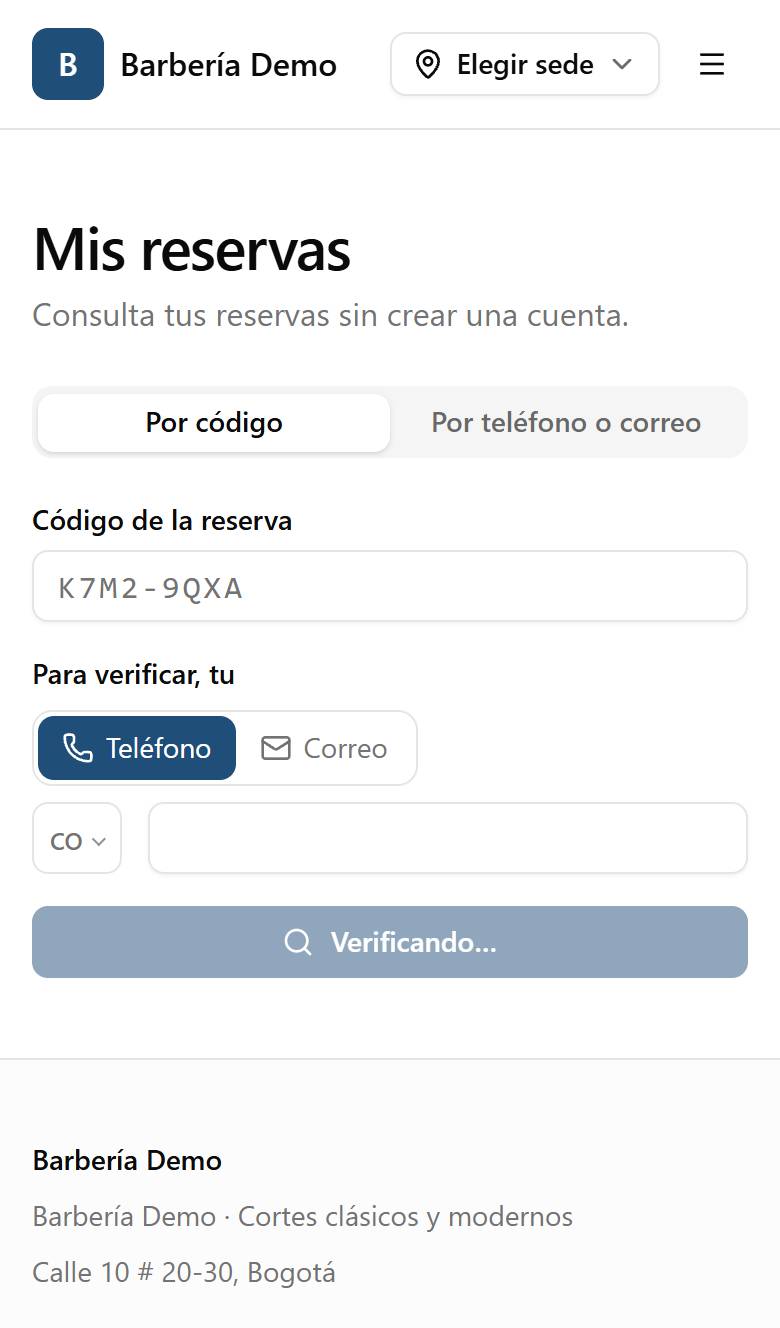 B
Barbería Demo
Elegir sede
Mis reservas
Consulta tus reservas sin crear una cuenta.
Por código
Por teléfono o correo
Código de la reserva
K7M2-9QXA
Para verificar, tu
Teléfono
Correo
CO
Verificando...
Barbería Demo
Barbería Demo · Cortes clásicos y modernos
Calle 10 # 20-30, Bogotá